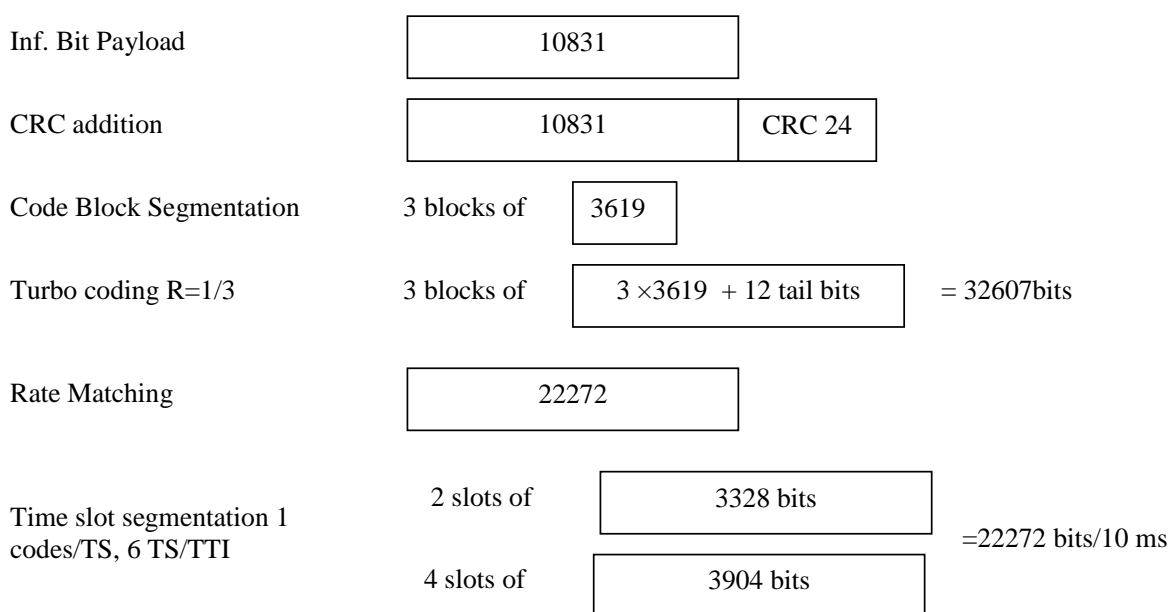 Inf. Bit Payload 10831
CRC addition 10831 CRC 24
Code Block Segmentation 3 blocks of 3619
Turbo coding R=1/3 3 blocks of 3 ×3619 + 12 tail bits = 32607bits
Rate Matching 22272
2 slots of 3328 bits
Time slot segmentation 1
codes/TS, 6 TS/TTI
=22272 bits/10 ms
4 slots of 3904 bits